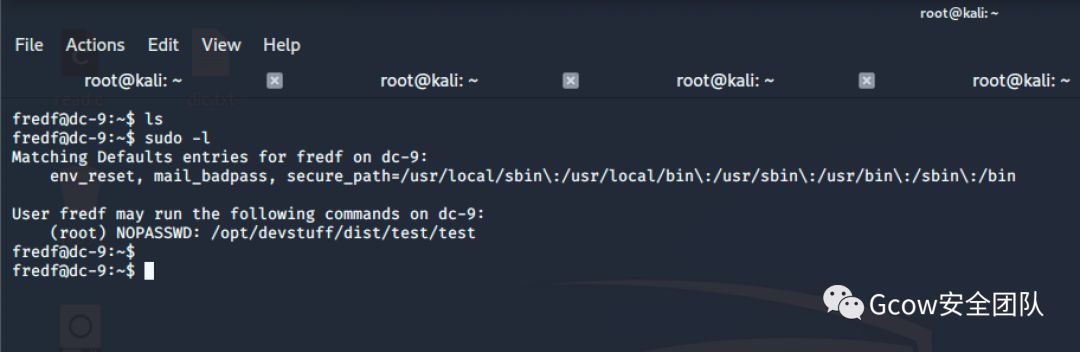 root@kali: ~
File Actions Edit View Help
root@kali: ~ root@kali: ~ root@kali: ~ root@kali: ~
read.c dic.txt
fredf@dc-9:~$ ls
fredf@dc-9:~$ sudo -l
Matching Defaults entries for fredf on dc-9:
env_reset, mail_badpass, secure_path=/usr/local/sbin\:/usr/local/bin\:/usr/sbin\:/usr/bin\:/sbin\:/bin
User fredf may run the following commands on dc-9:
(root) NOPASSWD: /opt/devstuff/dist/test/test
fredf@dc-9:~$
fredf@dc-9:~$
Gcow安全团队